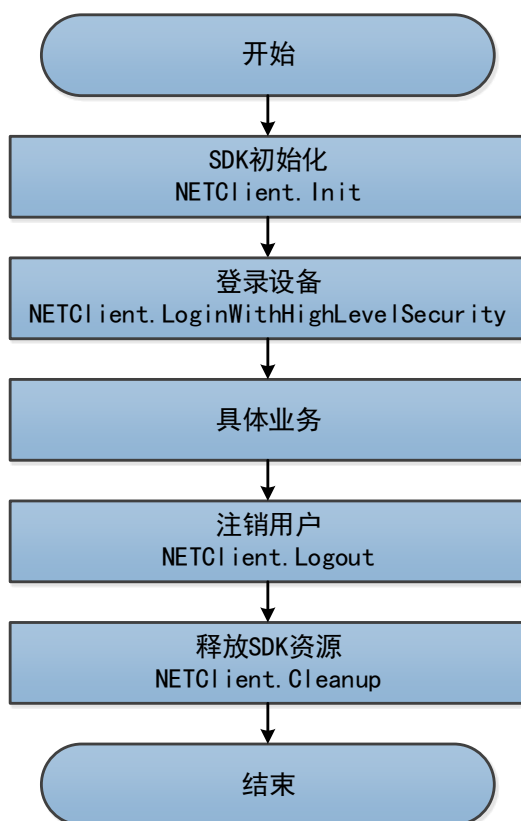 开始
SDK初始化
NETClient.Init
登录设备
NETClient.LoginWithHighLevelSecurity
具体业务
注销用户
NETClient.Logout
释放SDK资源
NETClient.Cleanup
结束